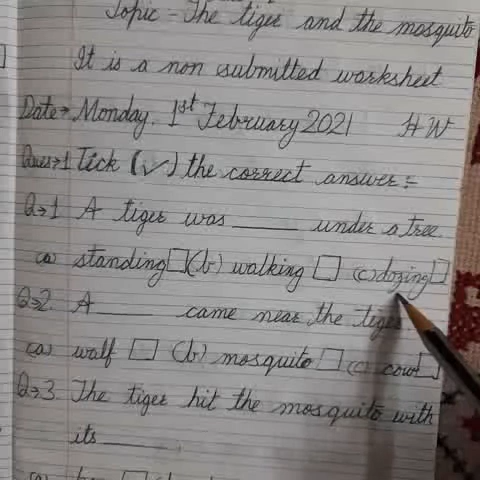 Topic - The tiger and the mosquito
It is a non submitted worksheet
Date → Monday, 1st February 2021 H W
Ques→1 Tick (✓) the correct answer :-
Q→1 A tiger was ______ under a tree.
(a) standing □ (b) walking □ (c) dozing □
Q→2. A ______ came near the tiger
(a) walf □ (b) mosquito □ (c) cow □
Q→3 The tiger hit the mosquito with
its ______